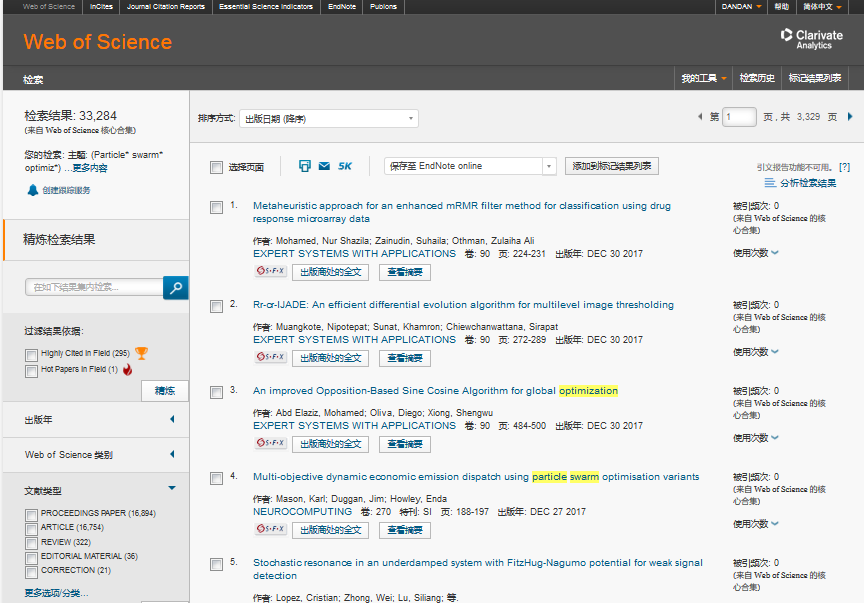 Web of Science InCites Journal Citation Reports Essential Science Indicators EndNote Publons DANDAN 帮助 简体中文
Web of Science
Clarivate
Analytics
检索 我的工具 检索历史 标记结果列表
检索结果: 33,284
(来自 Web of Science 核心合集)
您的检索: 主题: (Particle* swarm*
optimiz*) ...更多内容
创建跟踪服务
精炼检索结果
在如下结果集内检索...
过滤结果依据:
Highly Cited in Field (295)
Hot Papers in Field (1)
精炼
出版年
Web of Science 类别
文献类型
PROCEEDINGS PAPER (16,894)
ARTICLE (16,754)
REVIEW (322)
EDITORIAL MATERIAL (36)
CORRECTION (21)
更多选项/分类...
排序方式: 出版日期 (降序) 第 1 页, 共 3,329 页
选择页面 5K 保存至 EndNote online 添加到标记结果列表
引文报告功能不可用。 [?]
分析检索结果
1. Metaheuristic approach for an enhanced mRMR filter method for classification using drug
response microarray data
作者: Mohamed, Nur Shazila; Zainudin, Suhaila; Othman, Zulaiha Ali
EXPERT SYSTEMS WITH APPLICATIONS 卷: 90 页: 224-231 出版年: DEC 30 2017
S·F·X 出版商处的全文 查看摘要
被引频次: 0
(来自 Web of Science 的核
心合集)
使用次数
2. Rr-cr-IJADE: An efficient differential evolution algorithm for multilevel image thresholding
作者: Muangkote, Nipotepat; Sunat, Khamron; Chiewchanwattana, Sirapat
EXPERT SYSTEMS WITH APPLICATIONS 卷: 90 页: 272-289 出版年: DEC 30 2017
S·F·X 出版商处的全文 查看摘要
被引频次: 0
(来自 Web of Science 的核
心合集)
使用次数
3. An improved Opposition-Based Sine Cosine Algorithm for global optimization
作者: Abd Elaziz, Mohamed; Oliva, Diego; Xiong, Shengwu
EXPERT SYSTEMS WITH APPLICATIONS 卷: 90 页: 484-500 出版年: DEC 30 2017
S·F·X 出版商处的全文 查看摘要
被引频次: 0
(来自 Web of Science 的核
心合集)
使用次数
4. Multi-objective dynamic economic emission dispatch using particle swarm optimisation variants
作者: Mason, Karl; Duggan, Jim; Howley, Enda
NEUROCOMPUTING 卷: 270 特刊: SI 页: 188-197 出版年: DEC 27 2017
S·F·X 出版商处的全文 查看摘要
被引频次: 0
(来自 Web of Science 的核
心合集)
使用次数
5. Stochastic resonance in an underdamped system with FitzHug-Nagumo potential for weak signal
detection
作者: Lopez, Cristian; Zhong, Wei; Lu, Siliang; 等.
被引频次: 0
(来自 Web of Science 的核
心合集)